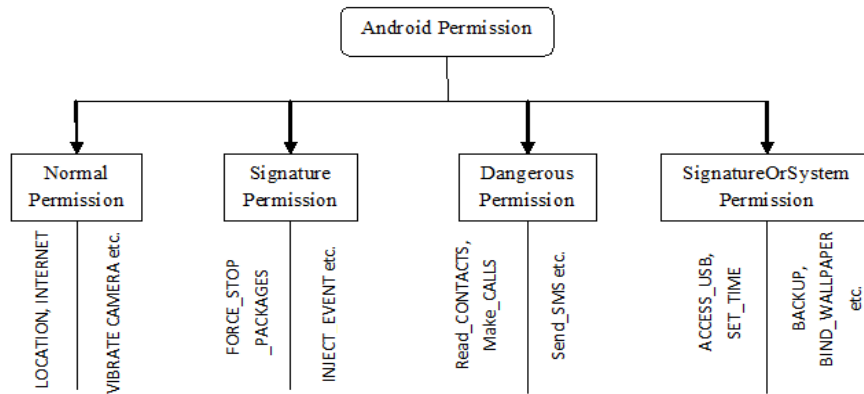 Android Permission
Normal
Permission
Signature
Permission
Dangerous
Permission
SignatureOrSystem
Permission
LOCATION, INTERNET
VIBRATE CAMERA etc.
FORCE_STOP
_PACKAGES
INJECT_EVENT etc.
Read_CONTACTS,
Make_CALLS
Send_SMS etc.
ACCESS_USB,
SET_TIME
BACKUP,
BIND_WALLPAPER
etc.